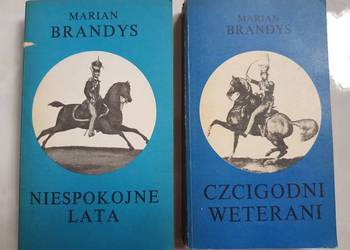 MARIAN
BRANDYS
NIESPOKOJNE
LATA
MARIAN
BRANDYS
CZCIGODNI
WETERANI